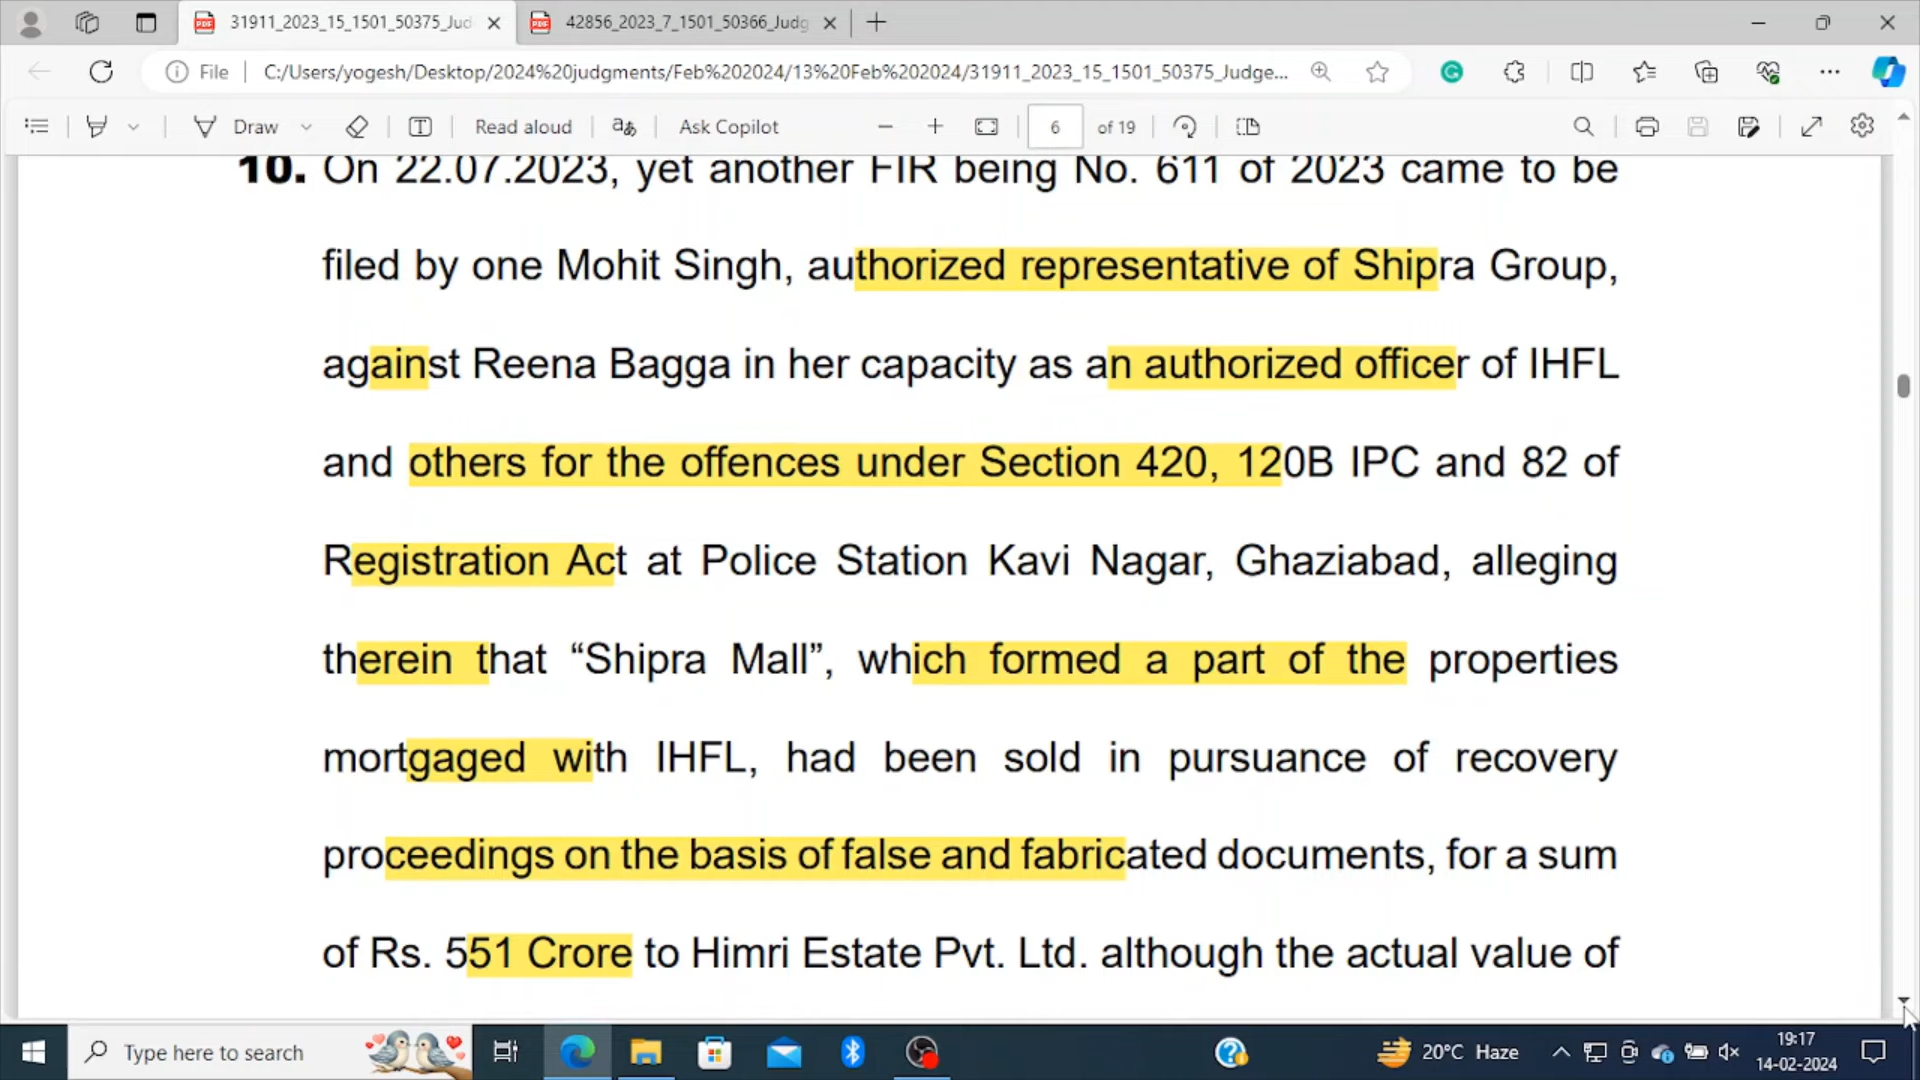 31911_2023_15_1501_50375_Jud
42856_2023_7_1501_50366_Judg
File
C:/Users/yogesh/Desktop/2024%20judgments/Feb%202024/13%20Feb%202024/31911_2023_15_1501_50375_Judge...
Draw
Read aloud
Ask Copilot
6 of 19
10. On 22.07.2023, yet another FIR being No. 611 of 2023 came to be
filed by one Mohit Singh, authorized representative of Shipra Group,
against Reena Bagga in her capacity as an authorized officer of IHFL
and others for the offences under Section 420, 120B IPC and 82 of
Registration Act at Police Station Kavi Nagar, Ghaziabad, alleging
therein that “Shipra Mall”, which formed a part of the properties
mortgaged with IHFL, had been sold in pursuance of recovery
proceedings on the basis of false and fabricated documents, for a sum
of Rs. 551 Crore to Himri Estate Pvt. Ltd. although the actual value of
Type here to search
20°C Haze
19:17
14-02-2024